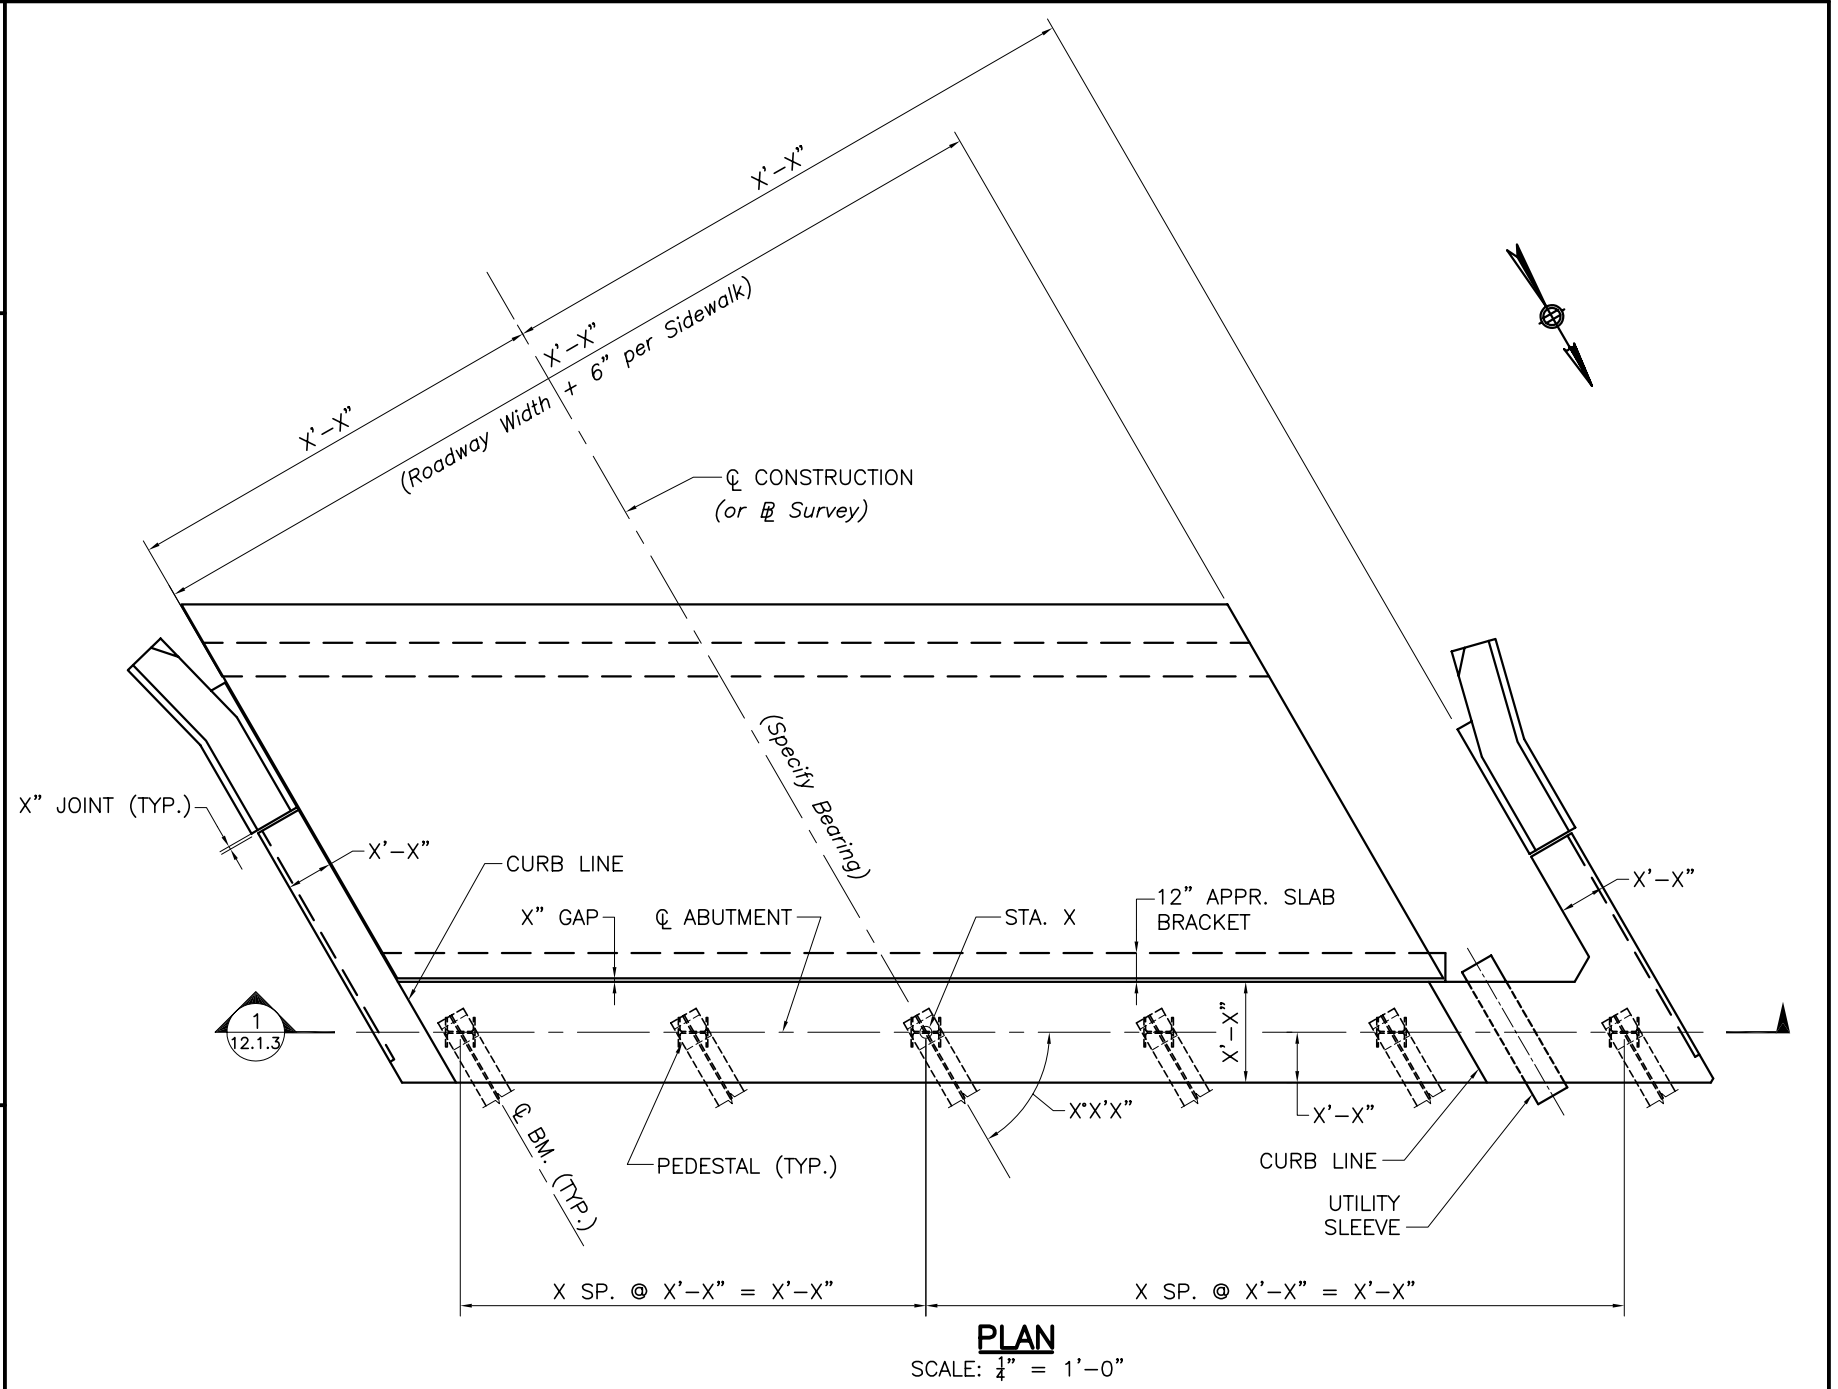 X'-X"
X'-X"
(Roadway Width + 6" per Sidewalk)
X'-X"
℄ CONSTRUCTION
(or ⅊ Survey)
(Specify Bearing)
X" JOINT (TYP.)
X'-X"
CURB LINE
X'-X"
X" GAP
℄ ABUTMENT
STA. X
12" APPR. SLAB
BRACKET
1
12.1.3
X'-X"
X°X'X"
X'-X"
℄ BM. (TYP.)
PEDESTAL (TYP.)
CURB LINE
UTILITY
SLEEVE
X SP. @ X'-X" = X'-X"
X SP. @ X'-X" = X'-X"
PLAN
SCALE: ¼" = 1'-0"